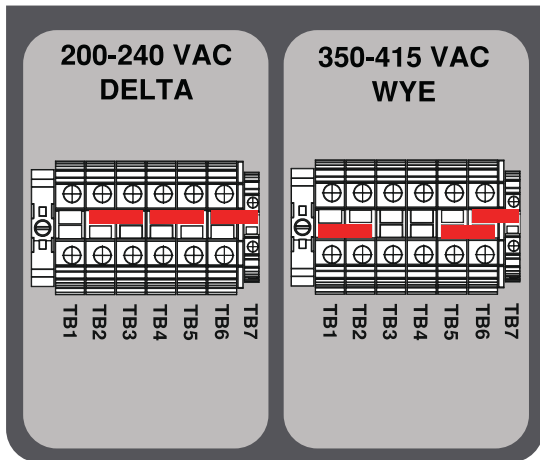 200-240 VAC
DELTA
TB1
TB2
TB3
TB4
TB5
TB6
TB7
350-415 VAC
WYE
TB1
TB2
TB3
TB4
TB5
TB6
TB7